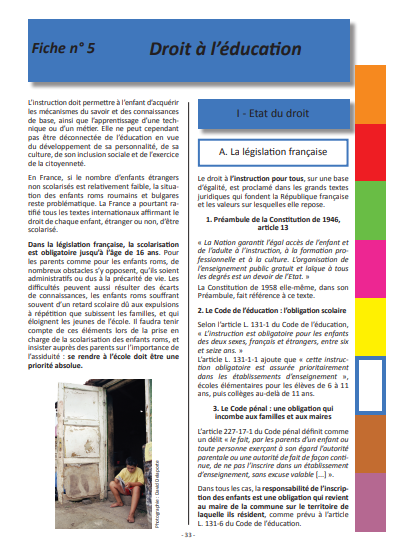 Fiche n° 5
Droit à l'éducation
L'instruction doit permettre à l'enfant d'acquérir
les mécanismes du savoir et des connaissances
de base, ainsi que l'apprentissage d'une tech-
nique ou d'un métier. Elle ne peut cependant
pas être déconnectée de l'éducation en vue
du développement de sa personnalité, de sa
culture, de son inclusion sociale et de l'exercice
de la citoyenneté.
En France, si le nombre d'enfants étrangers
non scolarisés est relativement faible, la situa-
tion des enfants roms roumains et bulgares
reste problématique. La France a pourtant ra-
tifié tous les textes internationaux affirmant le
droit de chaque enfant, étranger ou non, d'être
scolarisé.
Dans la législation française, la scolarisation
est obligatoire jusqu'à l'âge de 16 ans. Pour
les parents comme pour les enfants roms, de
nombreux obstacles s'y opposent, qu'ils soient
administratifs ou dus à la précarité de vie. Les
difficultés peuvent aussi résulter des écarts
de connaissances, les enfants roms souffrant
souvent d'un retard scolaire dû aux expulsions
à répétition que subissent les familles, et qui
éloignent les jeunes de l'école. Il faudra tenir
compte de ces éléments lors de la prise en
charge de la scolarisation des enfants roms, et
insister auprès des parents sur l'importance de
l'assiduité : se rendre à l'école doit être une
priorité absolue.
Photographie : David Delaporte
I - Etat du droit
A. La législation française
Le droit à l'instruction pour tous, sur une base
d'égalité, est proclamé dans les grands textes
juridiques qui fondent la République française
et les valeurs sur lesquelles elle repose.
1. Préambule de la Constitution de 1946,
article 13
« La Nation garantit l'égal accès de l'enfant et
de l'adulte à l'instruction, à la formation pro-
fessionnelle et à la culture. L'organisation de
l'enseignement public gratuit et laïque à tous
les degrés est un devoir de l'Etat. »
La Constitution de 1958 elle-même, dans son
Préambule, fait référence à ce texte.
2. Le Code de l'éducation : l'obligation scolaire
Selon l'article L. 131-1 du Code de l'Éducation,
« L'instruction est obligatoire pour les enfants
des deux sexes, français et étrangers, entre six
et seize ans. »
L'article L. 131-1-1 ajoute que « cette instruc-
tion obligatoire est assurée prioritairement
dans les établissements d'enseignement »,
écoles élémentaires pour les élèves de 6 à 11
ans, puis collèges au-delà de 11 ans.
3. Le Code pénal : une obligation qui
incombe aux familles et aux maires
L'article 227-17-1 du Code pénal définit comme
un délit « le fait, par les parents d'un enfant ou
toute personne exerçant à son égard l'autorité
parentale ou une autorité de fait de façon conti-
nue, de ne pas l'inscrire dans un établissement
d'enseignement, sans excuse valable [...] ».
Dans tous les cas, la responsabilité de l'inscrip-
tion des enfants est une obligation qui revient
au maire de la commune sur le territoire de
laquelle ils résident, comme prévu à l'article
L. 131-6 du Code de l'Éducation.
- 33 -